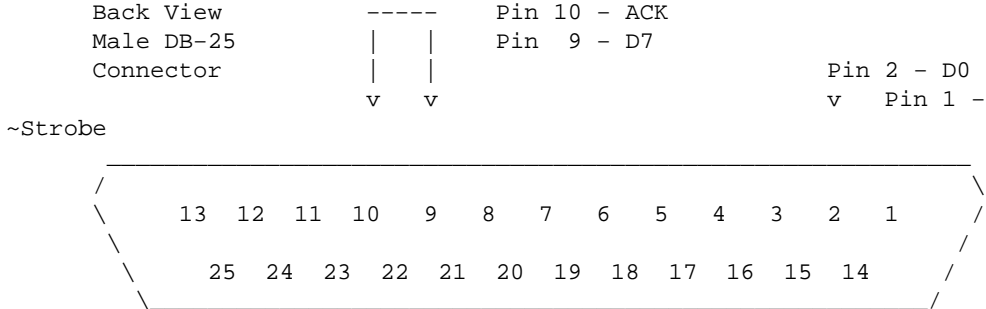 Back View ----- Pin 10 - ACK
Male DB-25 | | Pin 9 - D7
Connector | | Pin 2 - D0
v v v Pin 1 -
~Strobe
13 12 11 10 9 8 7 6 5 4 3 2 1
25 24 23 22 21 20 19 18 17 16 15 14